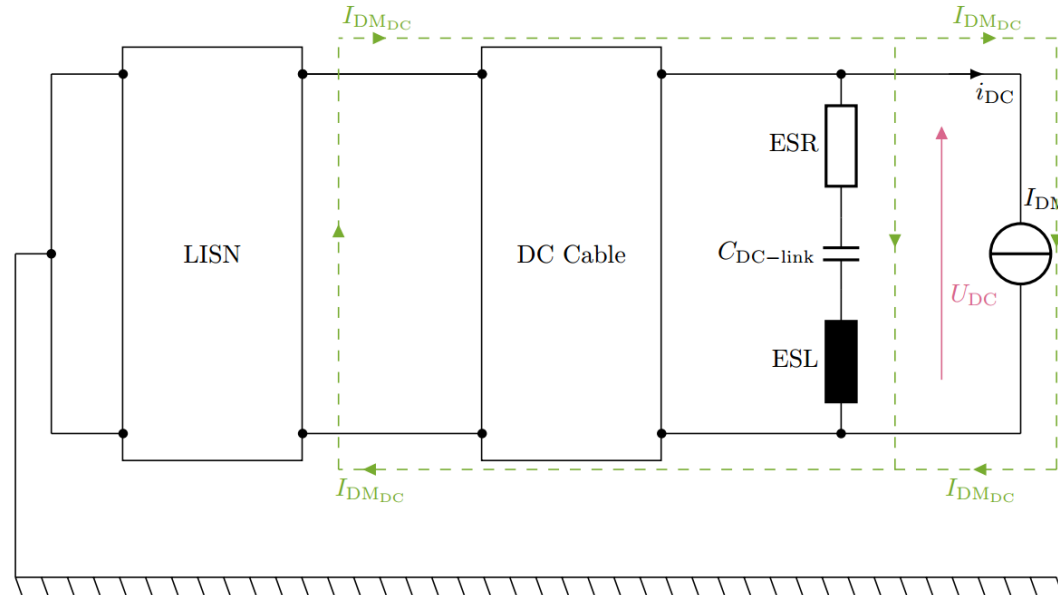 I_DM_DC
I_DM_DC
i_DC
ESR
I_DM
LISN
DC Cable
C_DC−link
U_DC
ESL
I_DM_DC
I_DM_DC